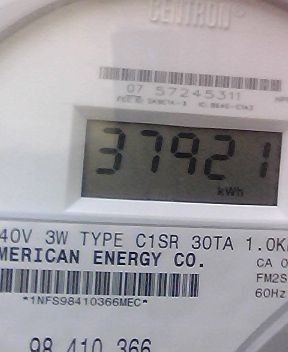 CENTRON®
07 57245311
37921
kWh
40V 3W TYPE C1SR 30TA 1.0K
MERICAN ENERGY CO.
CA 0
FM2S
60Hz
*1NFS98410366MEC*
98 410 366